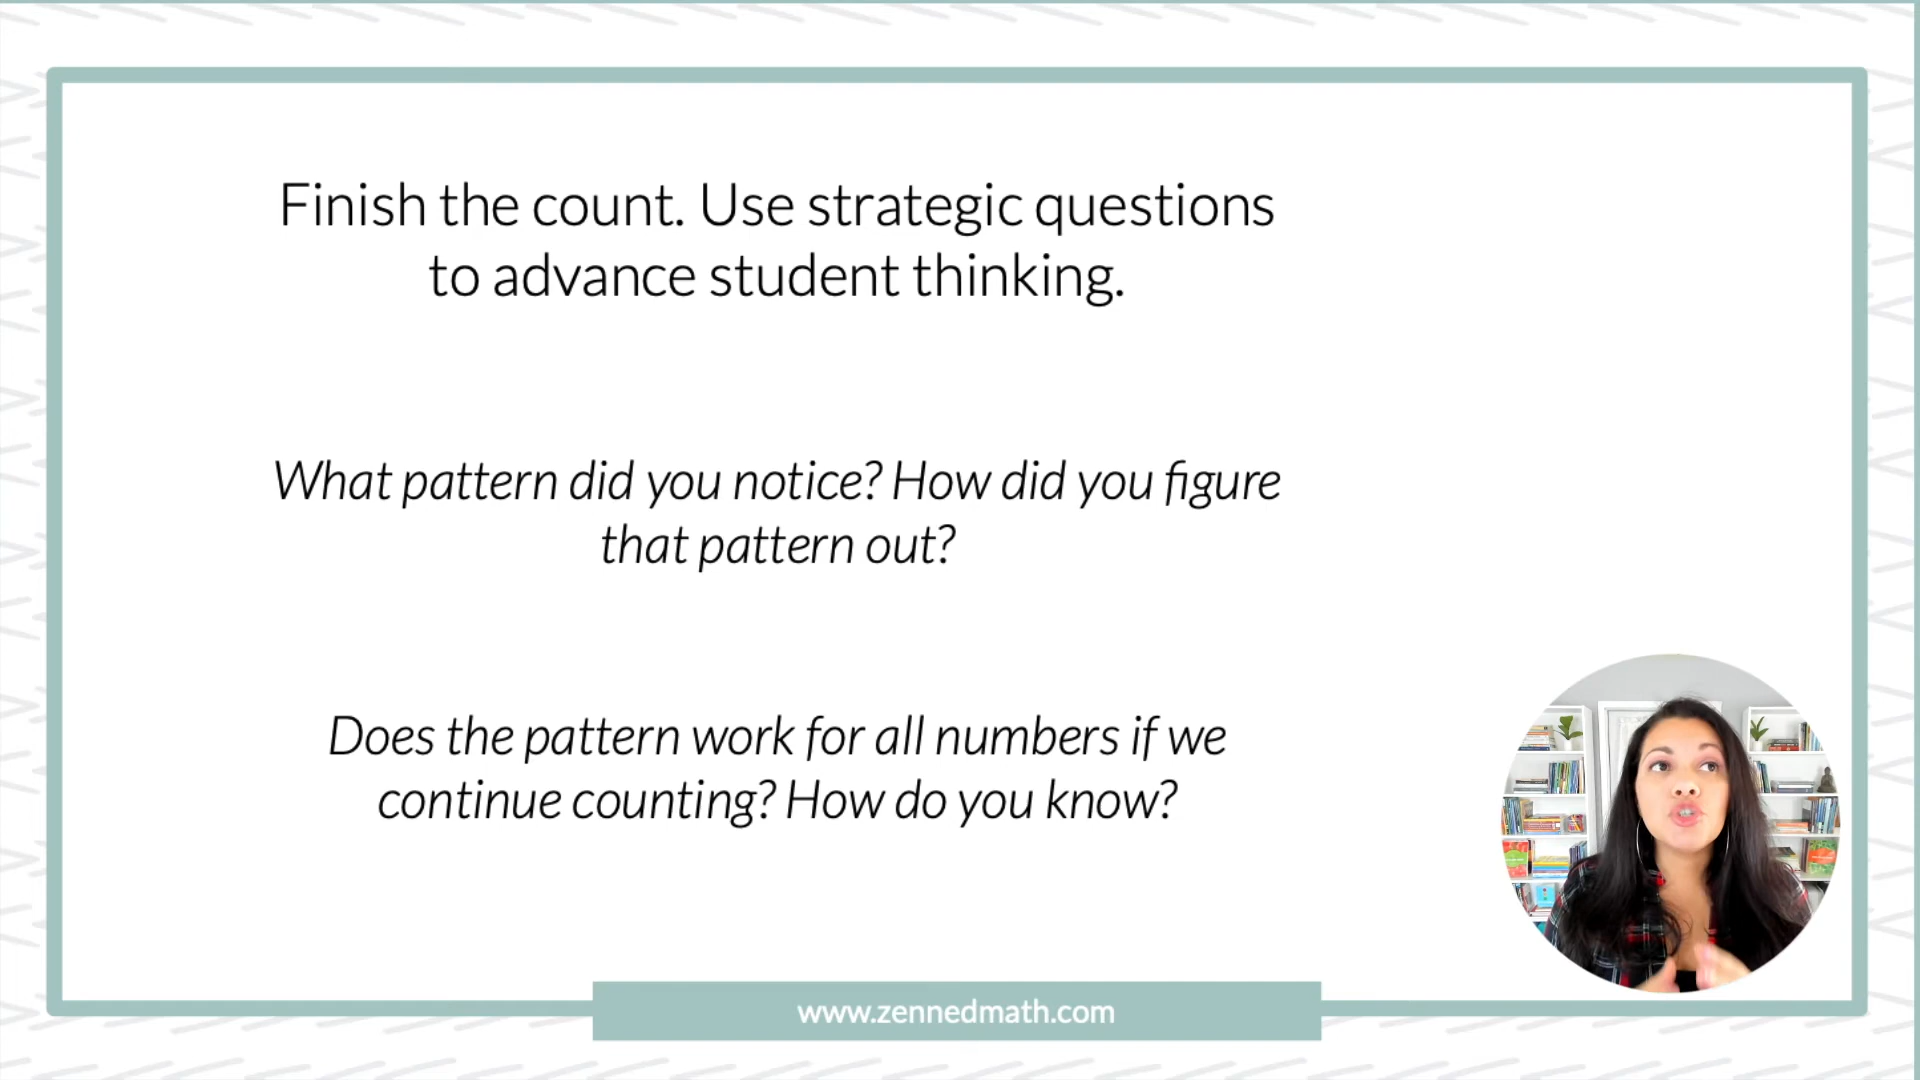 Finish the count. Use strategic questions
to advance student thinking.
What pattern did you notice? How did you figure
that pattern out?
Does the pattern work for all numbers if we
continue counting? How do you know?
www.zennedmath.com